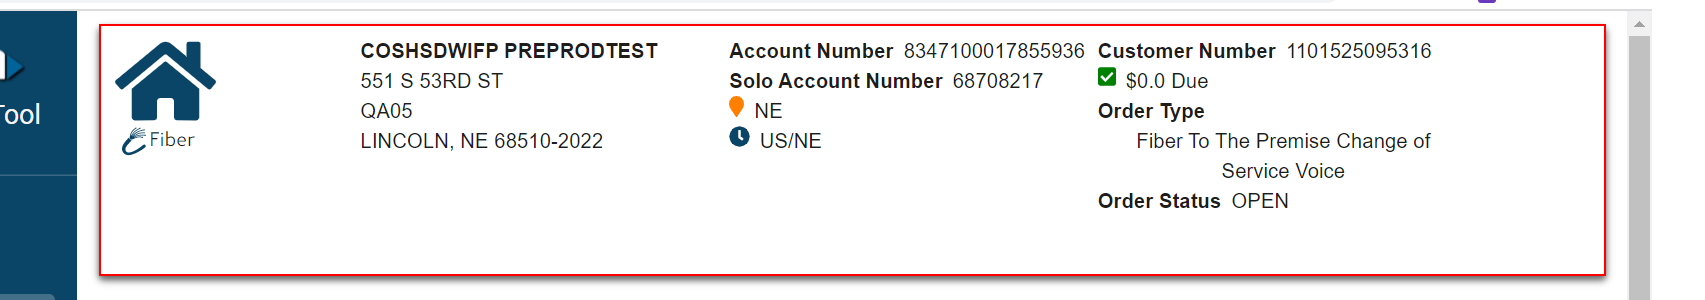 Tool
Fiber
COSHSDWIFP PREPRODTEST
551 S 53RD ST
QA05
LINCOLN, NE 68510-2022
Account Number 8347100017855936
Solo Account Number 68708217
NE
US/NE
Customer Number 1101525095316
$0.0 Due
Order Type
Fiber To The Premise Change of
Service Voice
Order Status OPEN